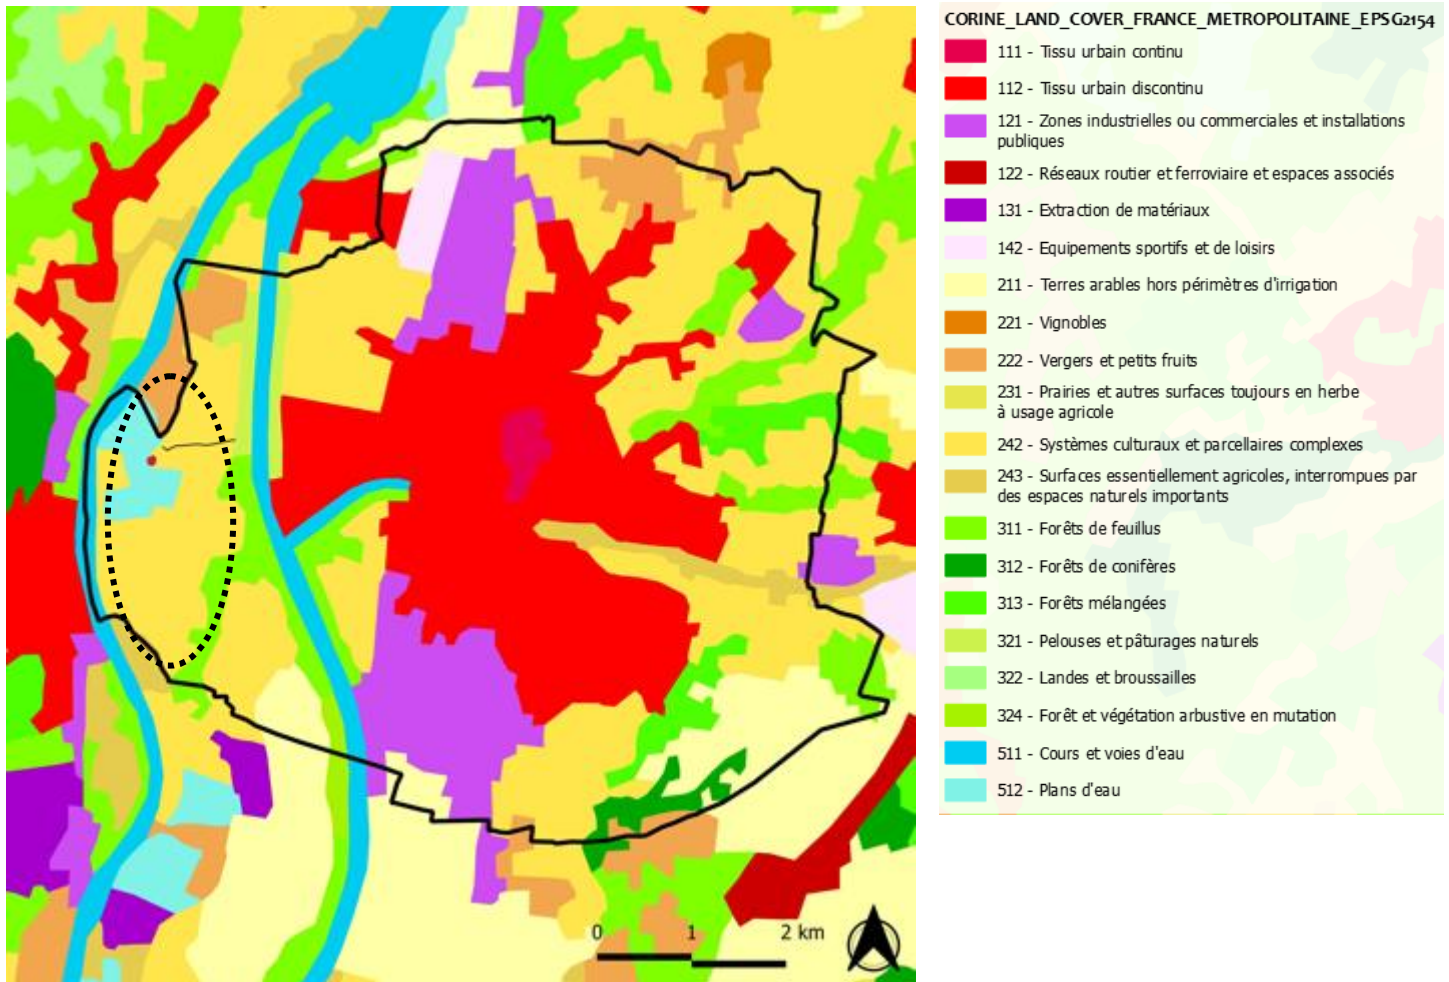 CORINE_LAND_COVER_FRANCE_METROPOLITAINE_EPSG2154
111 - Tissu urbain continu
112 - Tissu urbain discontinu
121 - Zones industrielles ou commerciales et installations
publiques
122 - Réseaux routier et ferroviaire et espaces associés
131 - Extraction de matériaux
142 - Equipements sportifs et de loisirs
211 - Terres arables hors périmètres d'irrigation
221 - Vignobles
222 - Vergers et petits fruits
231 - Prairies et autres surfaces toujours en herbe
à usage agricole
242 - Systèmes culturaux et parcellaires complexes
243 - Surfaces essentiellement agricoles, interrompues par
des espaces naturels importants
311 - Forêts de feuillus
312 - Forêts de conifères
313 - Forêts mélangées
321 - Pelouses et pâturages naturels
322 - Landes et broussailles
324 - Forêt et végétation arbustive en mutation
511 - Cours et voies d'eau
512 - Plans d'eau
0 1 2 km